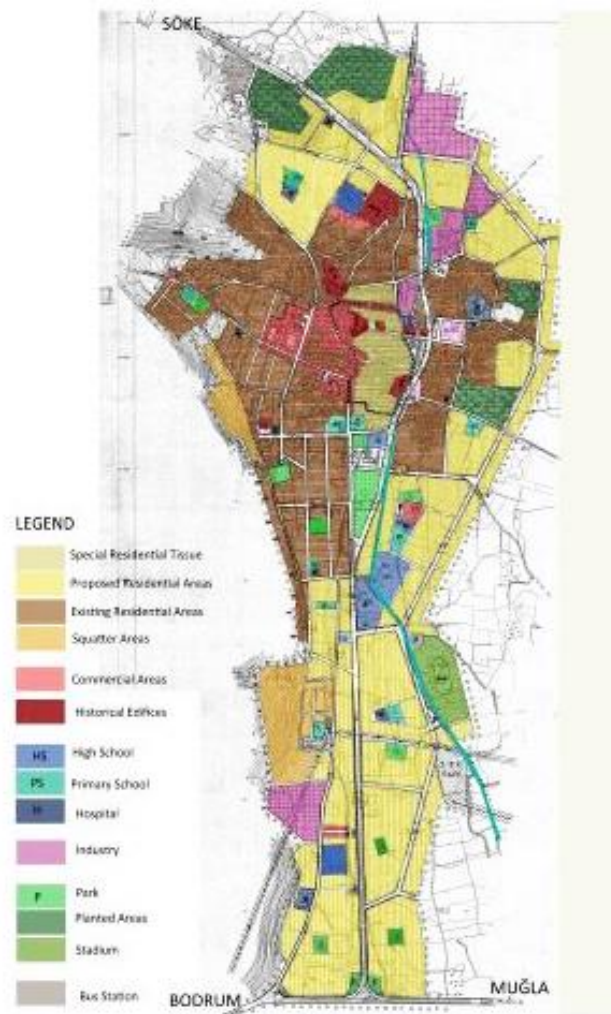 SÖKE
LEGEND
Special Residential Tissue
Proposed Residential Areas
Existing Residential Areas
Squatter Areas
Commercial Areas
Historical Edifices
HS High School
PS Primary School
H Hospital
Industry
P Park
Planted Areas
Stadium
Bus Station
BODRUM
MUĞLA